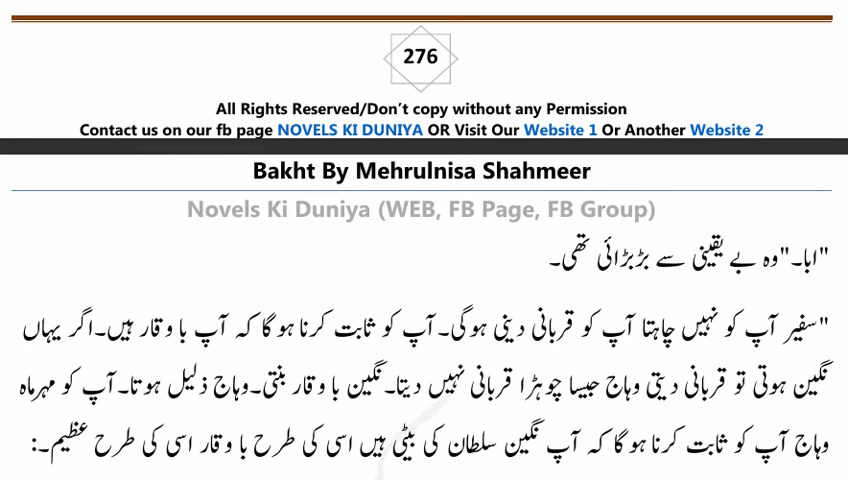 276
All Rights Reserved/Don't copy without any Permission
Contact us on our fb page NOVELS KI DUNIYA OR Visit Our Website 1 Or Another Website 2
Bakht By Mehrulnisa Shahmeer
Novels Ki Duniya (WEB, FB Page, FB Group)
"ابا۔"وہ بے یقینی سے بڑبڑائی تھی۔
"سفیر آپ کو نہیں چاہتا آپ کو قربانی دینی ہوگی۔آپ کو ثابت کرنا ہو گا کہ آپ با وقار ہیں۔اگر یہاں
نگین ہوتی تو قربانی دیتی وہاج جیسا چوہڑا قربانی نہیں دیتا۔نگین با وقار بنتی۔وہاج ذلیل ہوتا۔آپ کو مہرماہ
وہاج آپ کو ثابت کرنا ہو گا کہ آپ نگین سلطان کی بیٹی ہیں اسی کی طرح با وقار اسی کی طرح عظیم۔: